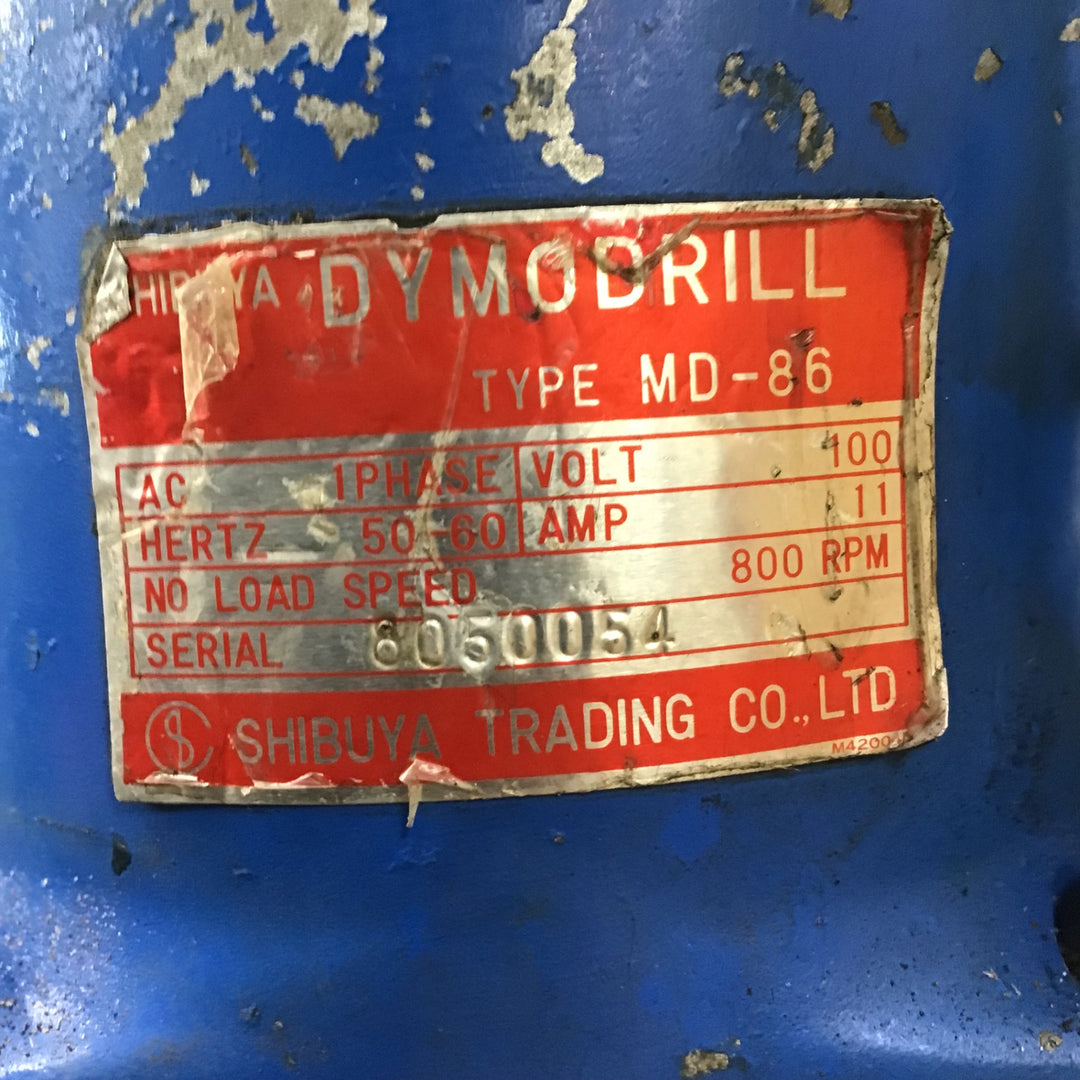 SHIBUYA DYMODRILL
TYPE MD-86
AC 1PHASE VOLT 100
HERTZ 50-60 AMP 11
NO LOAD SPEED 800 RPM
SERIAL 8050054
SHIBUYA TRADING CO., LTD